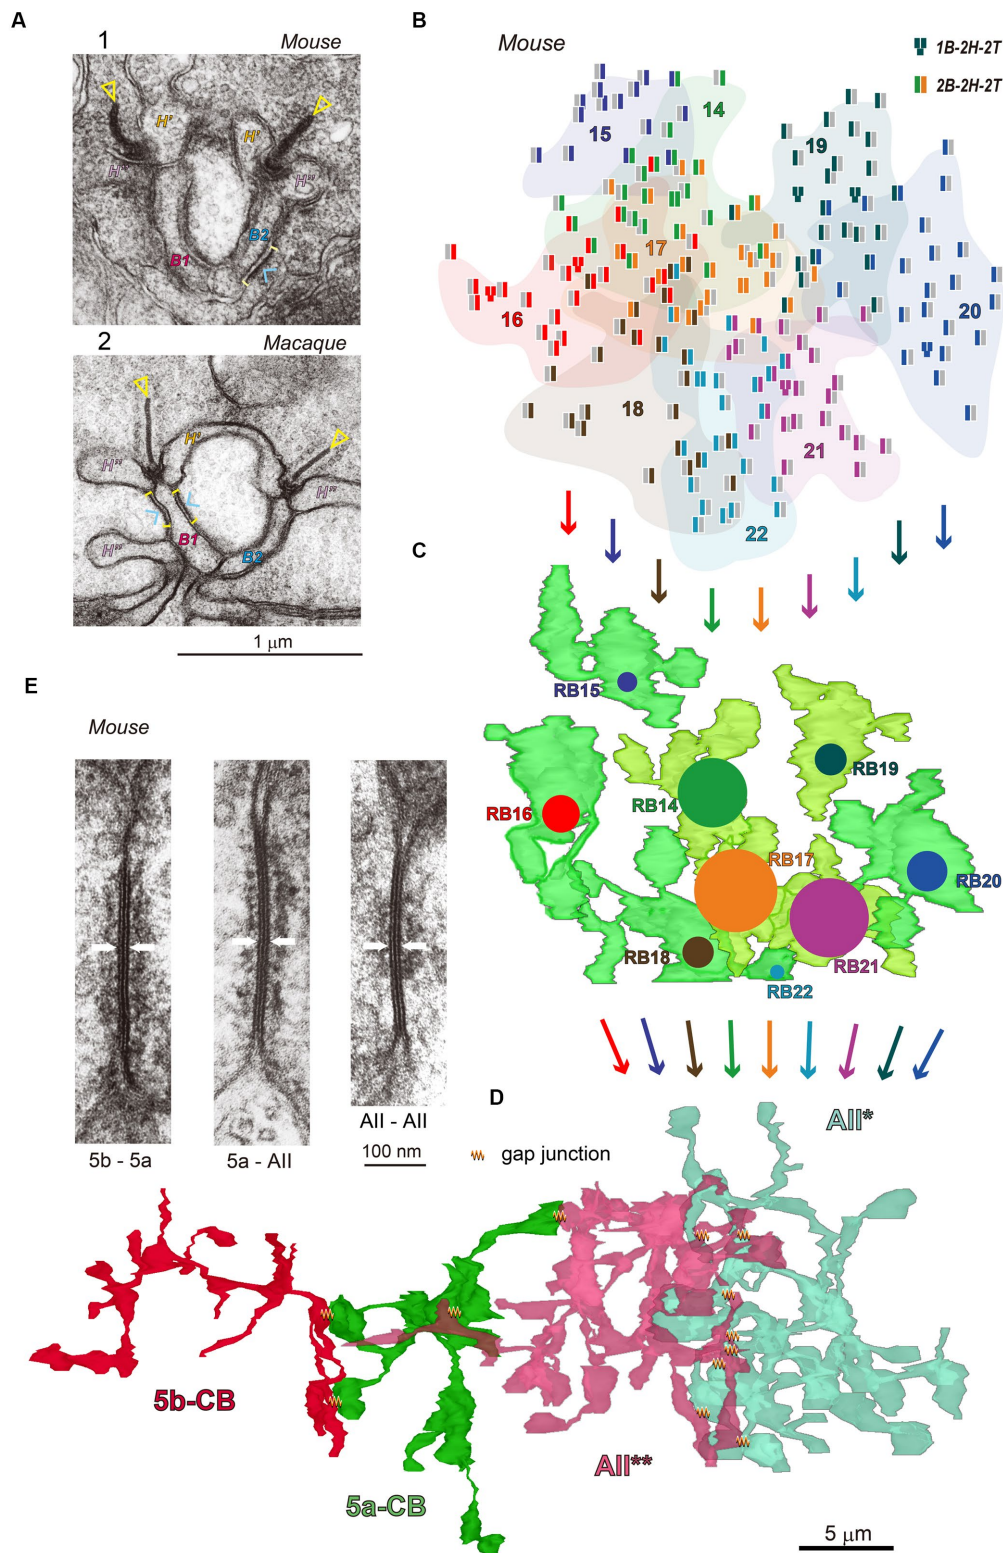 A
1
Mouse
H'
H'
H"
H"
B2
B1
2
Macaque
H'
H"
H"
H"
B1
B2
1 μm
B
Mouse
1B-2H-2T
2B-2H-2T
14
15
19
17
16
20
18
21
22
C
RB15
RB19
RB14
RB16
RB17
RB20
RB18
RB21
RB22
E
Mouse
5b - 5a
5a - AII
AII - AII
100 nm
D
gap junction
AII*
5b-CB
5a-CB
AII**
5 μm